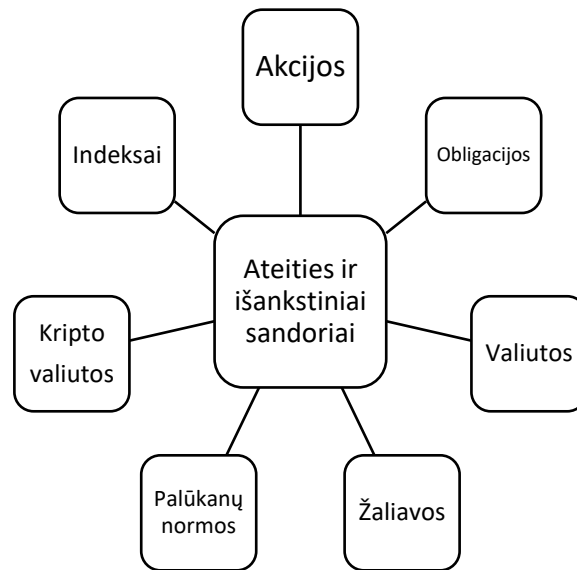 Akcijos
Indeksai
Obligacijos
Ateities ir
išankstiniai
sandoriai
Kripto
valiutos
Valiutos
Palūkanų
normos
Žaliavos